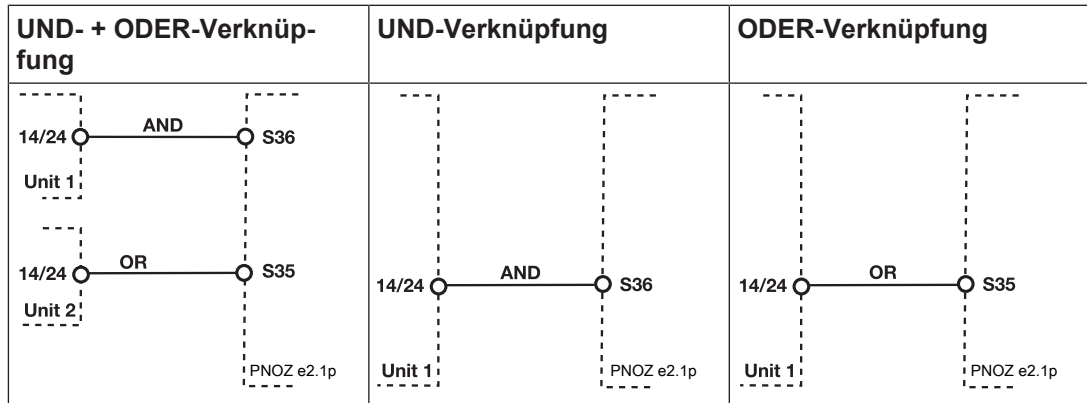 UND- + ODER-Verknüp-
fung
UND-Verknüpfung
ODER-Verknüpfung
14/24 AND S36
Unit 1
14/24 OR S35
Unit 2
PNOZ e2.1p
14/24 AND S36
Unit 1
PNOZ e2.1p
14/24 OR S35
Unit 1
PNOZ e2.1p